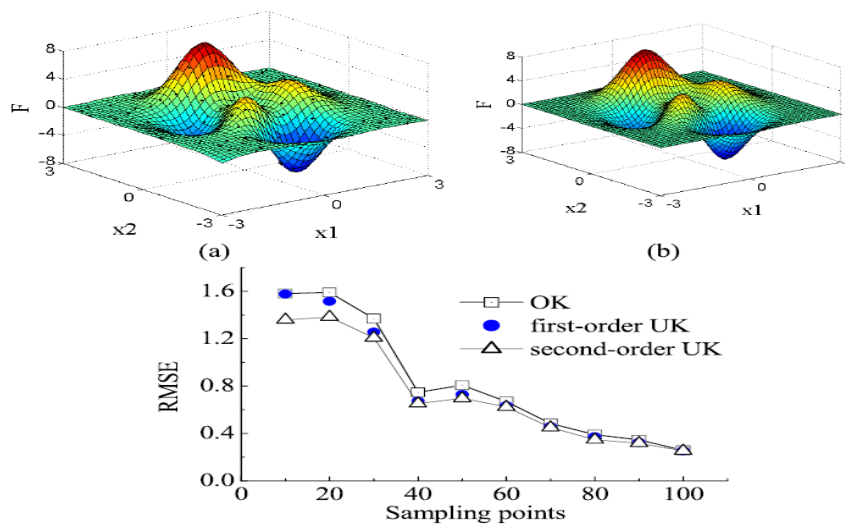 8
4
0
-4
-8
F
3
0
-3
x2
-3
0
3
x1
(a)
8
4
0
-4
-8
F
3
0
-3
x2
-3
0
3
x1
(b)
1.6
1.2
0.8
0.4
0.0
RMSE
OK
first-order UK
second-order UK
0 20 40 60 80 100
Sampling points